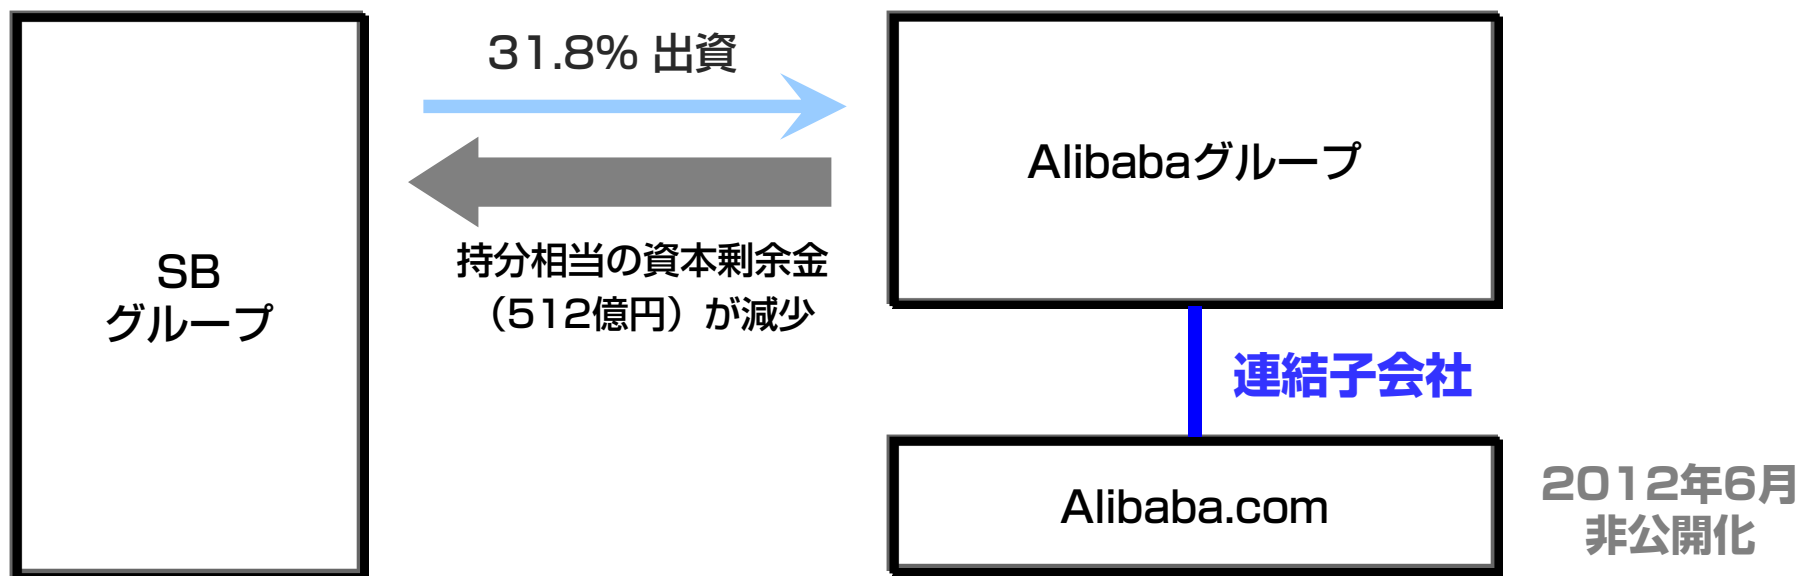 31.8% 出資
Alibabaグループ
SB
グループ
持分相当の資本剰余金
（512億円）が減少
連結子会社
Alibaba.com
2012年6月
非公開化